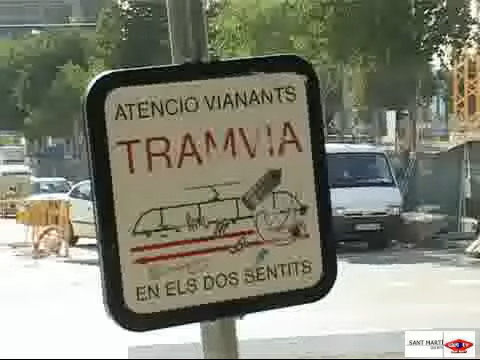 ATENCIO VIANANTS
TRAMVIA
EN ELS DOS SENTITS
SANT MARTÍ